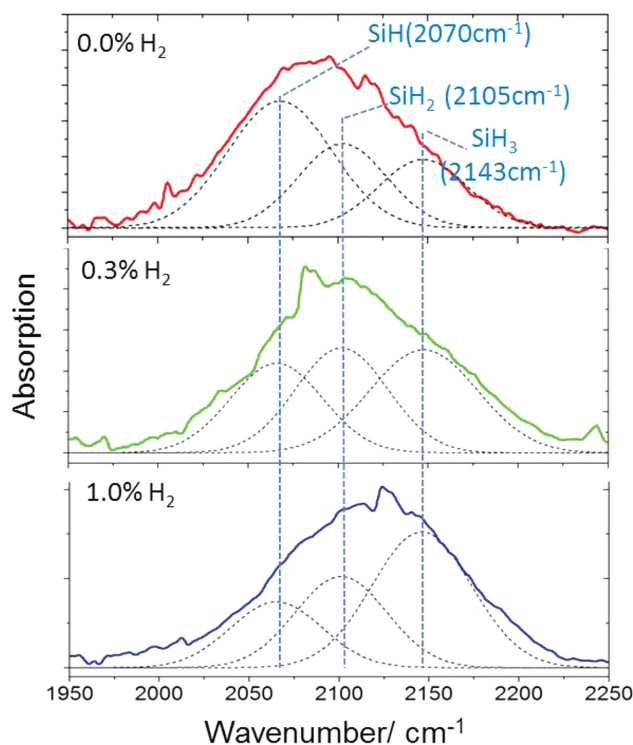 0.0% H₂
SiH(2070cm⁻¹)
SiH₂ (2105cm⁻¹)
SiH₃
(2143cm⁻¹)
0.3% H₂
Absorption
1.0% H₂
1950 2000 2050 2100 2150 2200 2250
Wavenumber/ cm⁻¹